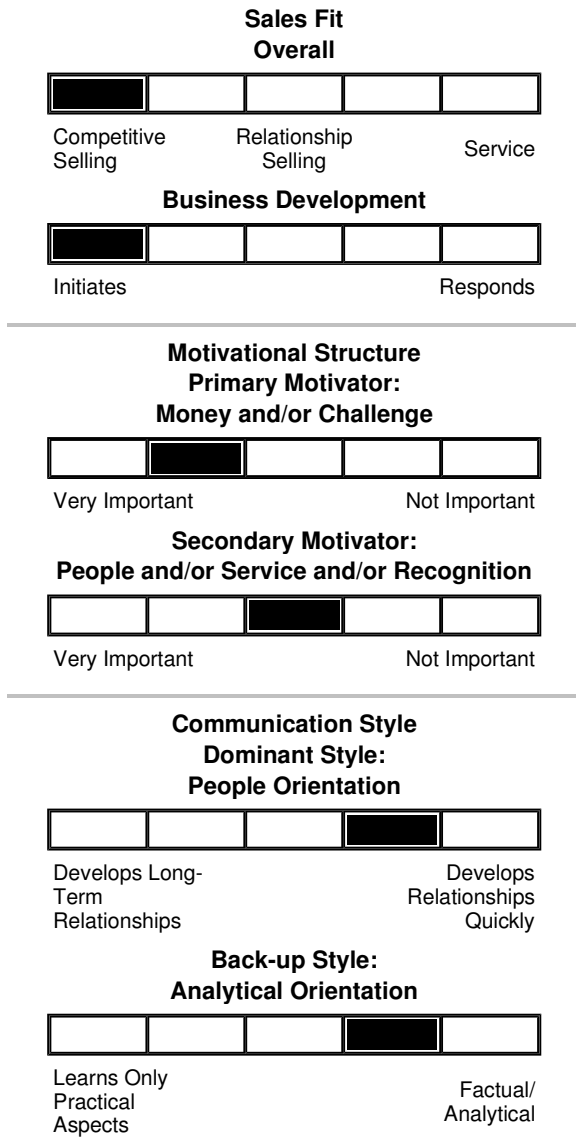 Sales Fit
Overall
Competitive Selling
Relationship Selling
Service
Business Development
Initiates
Responds
Motivational Structure
Primary Motivator:
Money and/or Challenge
Very Important
Not Important
Secondary Motivator:
People and/or Service and/or Recognition
Very Important
Not Important
Communication Style
Dominant Style:
People Orientation
Develops Long-
Term
Relationships
Develops
Relationships
Quickly
Back-up Style:
Analytical Orientation
Learns Only
Practical
Aspects
Factual/
Analytical